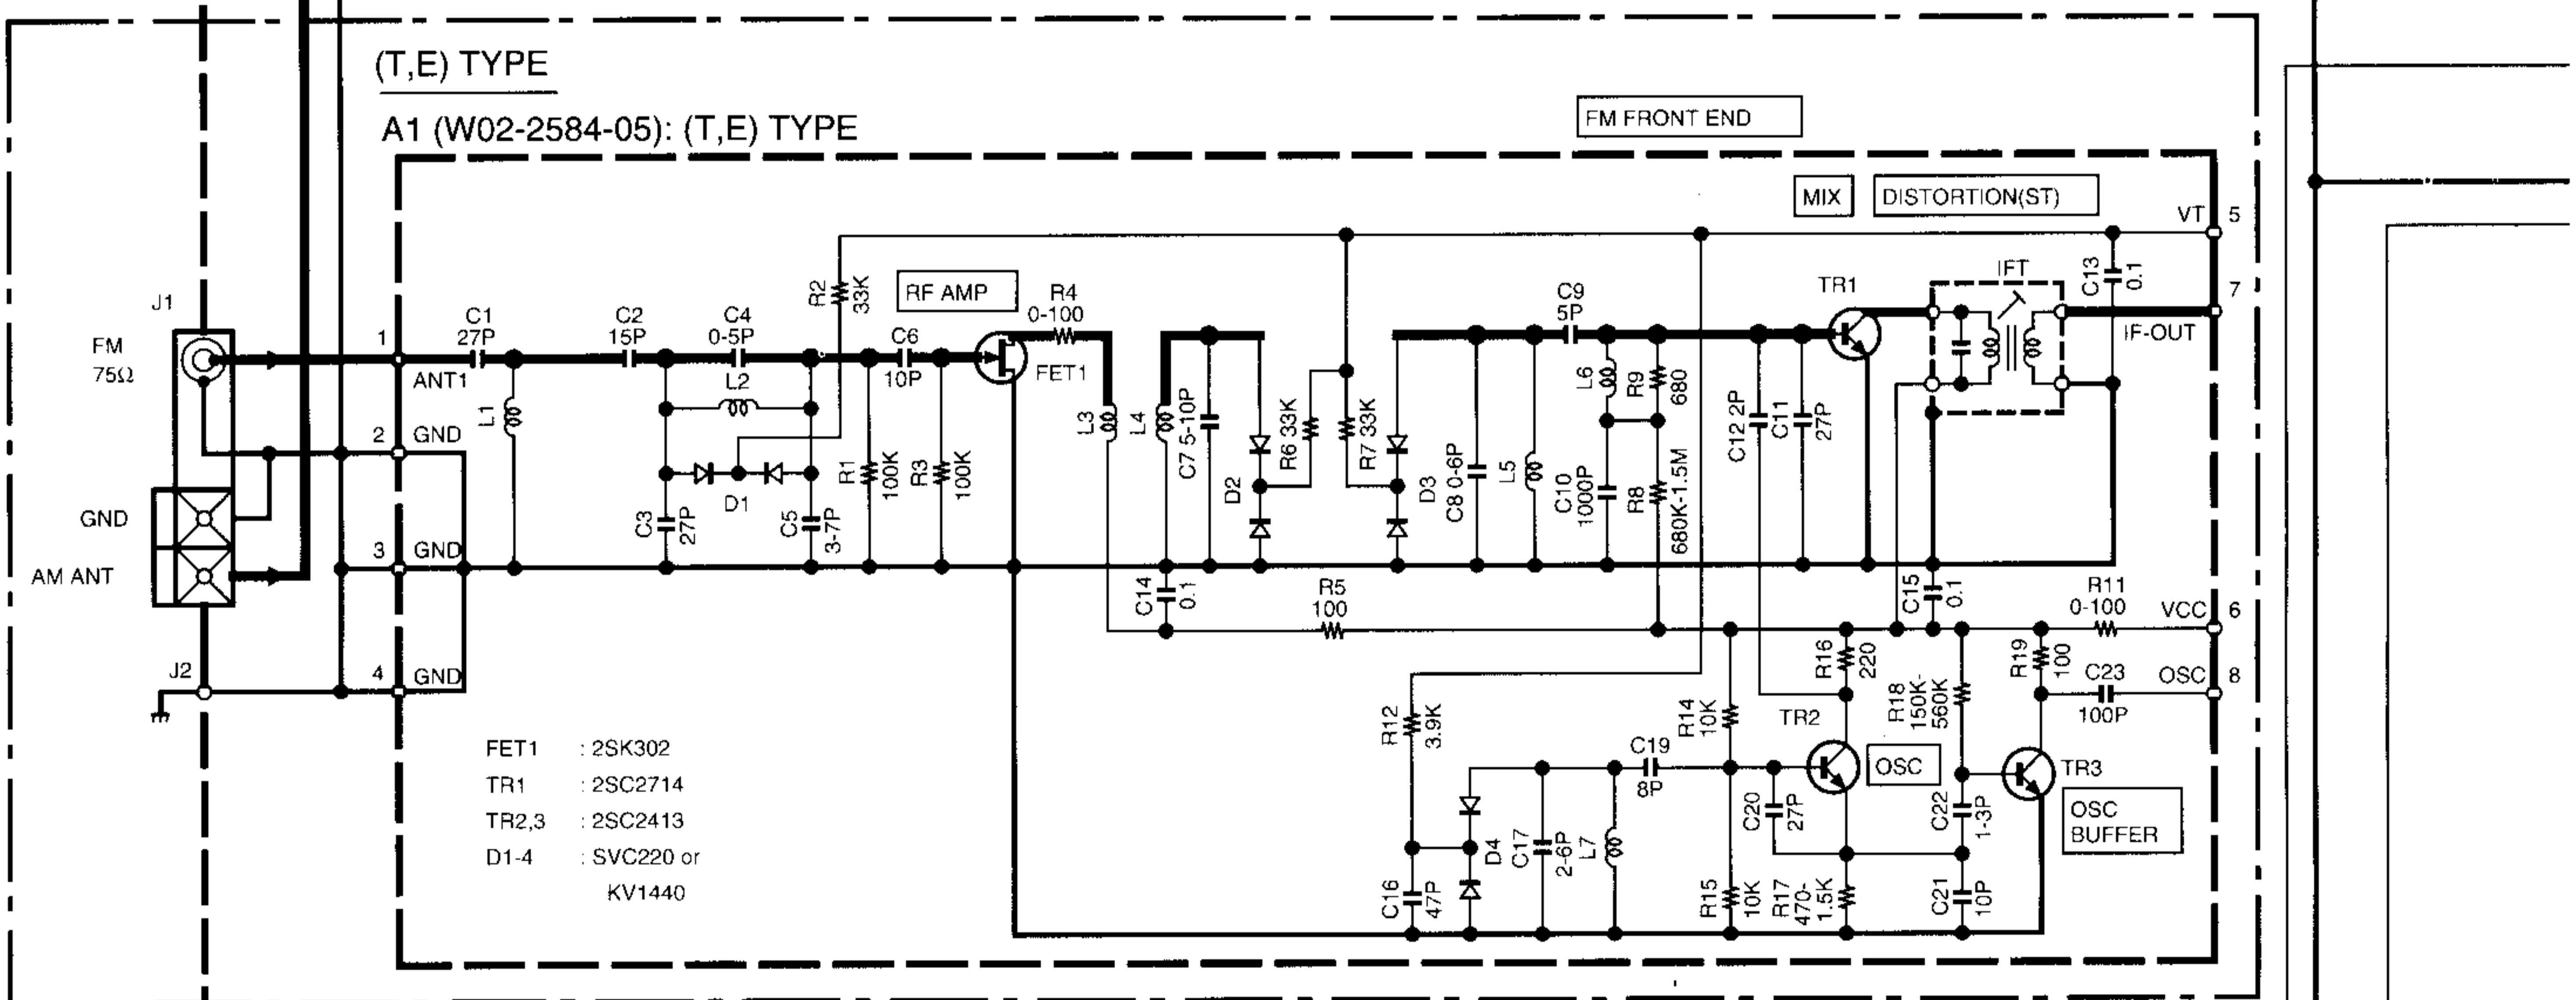 (T,E) TYPE
A1 (W02-2584-05): (T,E) TYPE
FM FRONT END
MIX
DISTORTION(ST)
VT 5
J1
FM
75Ω
1
ANT1
C1
27P
L1
C2
15P
C4
0-5P
L2
R2
33K
RF AMP
C6
10P
FET1
R4
0-100
L3
L4
C7 5-10P
D2
R6 33K
R7 33K
D3
C8 0-6P
L5
C9
5P
L6
R9
680
C12 2P
C11
27P
TR1
IFT
C13
0.1
7
IF-OUT
2
GND
D1
C3
27P
C5
3-7P
R1
100K
R3
100K
C10
1000P
R8
680K-1.5M
GND
3
GND
AM ANT
C14
0.1
R5
100
C15
0.1
R11
0-100
VCC 6
J2
4
GND
R16
220
R18
150K-
560K
R19
100
OSC 8
C23
100P
R12
3.9K
R14
10K
TR2
OSC
C19
8P
TR3
OSC
BUFFER
C20
27P
C22
1-3P
D4
C17
2-6P
L7
C16
47P
R15
10K
R17
470-
1.5K
C21
10P
FET1 : 2SK302
TR1 : 2SC2714
TR2,3 : 2SC2413
D1-4 : SVC220 or
KV1440